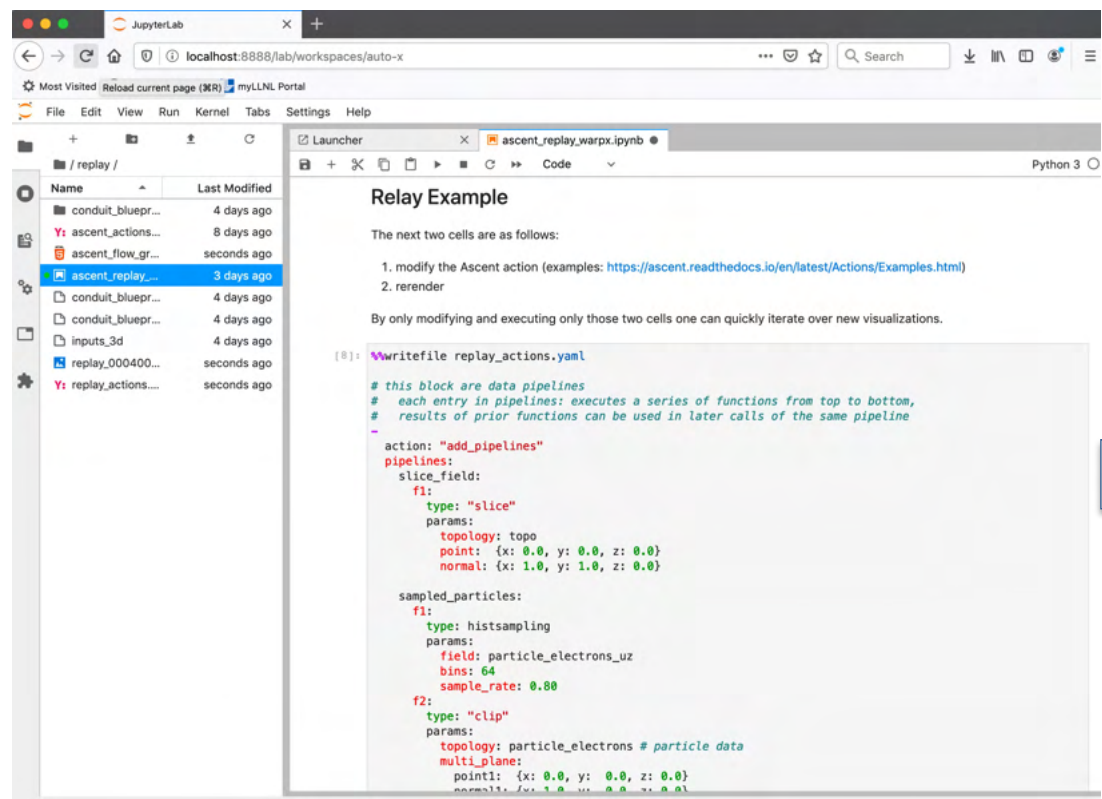 JupyterLab
localhost:8888/lab/workspaces/auto-x
Search
Most Visited
Reload current page (⌘R)
myLLNL Portal
File Edit View Run Kernel Tabs Settings Help
Launcher
ascent_replay_warpx.ipynb
/ replay /
Code
Python 3
Name Last Modified
conduit_bluepr... 4 days ago
Y: ascent_actions... 8 days ago
ascent_flow_gr... seconds ago
ascent_replay_... 3 days ago
conduit_bluepr... 4 days ago
conduit_bluepr... 4 days ago
inputs_3d 4 days ago
replay_000400... seconds ago
Y: replay_actions.... seconds ago
Relay Example
The next two cells are as follows:
1. modify the Ascent action (examples: https://ascent.readthedocs.io/en/latest/Actions/Examples.html)
2. rerender
By only modifying and executing only those two cells one can quickly iterate over new visualizations.
[8]: %%writefile replay_actions.yaml
# this block are data pipelines
#   each entry in pipelines: executes a series of functions from top to bottom,
#   results of prior functions can be used in later calls of the same pipeline
-
  action: "add_pipelines"
  pipelines:
    slice_field:
      f1:
        type: "slice"
        params:
          topology: topo
          point:  {x: 0.0, y: 0.0, z: 0.0}
          normal: {x: 1.0, y: 1.0, z: 0.0}
    sampled_particles:
      f1:
        type: histsampling
        params:
          field: particle_electrons_uz
          bins: 64
          sample_rate: 0.80
      f2:
        type: "clip"
        params:
          topology: particle_electrons # particle data
          multi_plane:
            point1:  {x: 0.0, y:  0.0, z: 0.0}